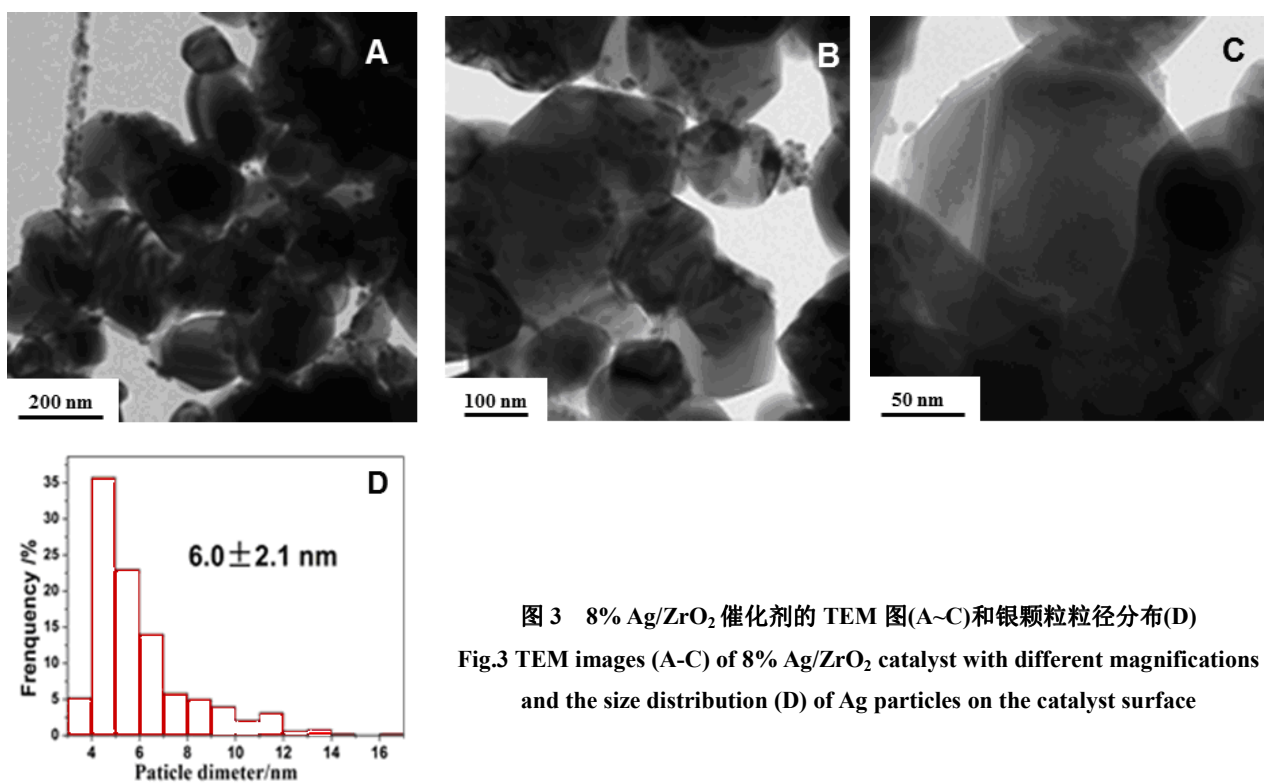 A
B
C
200 nm
100 nm
50 nm
D
6.0±2.1 nm
Frenquency /%
35
30
25
20
15
10
5
0
4 6 8 10 12 14 16
Paticle dimeter/nm
图 3 8% Ag/ZrO₂ 催化剂的 TEM 图(A~C)和银颗粒粒径分布(D)
Fig.3 TEM images (A-C) of 8% Ag/ZrO₂ catalyst with different magnifications
and the size distribution (D) of Ag particles on the catalyst surface